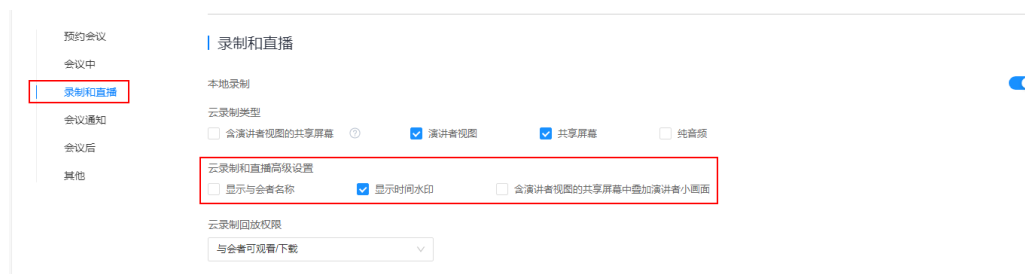 预约会议
会议中
录制和直播
会议通知
会议后
其他
录制和直播
本地录制
云录制类型
含演讲者视图的共享屏幕 演讲者视图 共享屏幕 纯音频
云录制和直播高级设置
显示与会者名称 显示时间水印 含演讲者视图的共享屏幕中叠加演讲者小画面
云录制回放权限
与会者可观看/下载